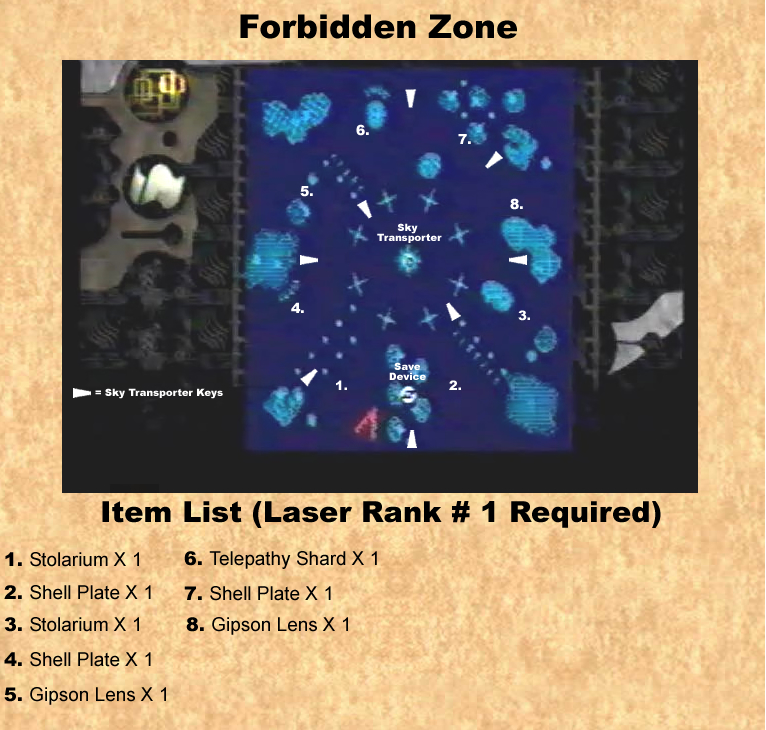 Forbidden Zone
6.
7.
5.
8.
Sky
Transporter
4.
3.
Save
Device
1.
2.
= Sky Transporter Keys
Item List (Laser Rank # 1 Required)
1. Stolarium X 1
6. Telepathy Shard X 1
2. Shell Plate X 1
7. Shell Plate X 1
3. Stolarium X 1
8. Gipson Lens X 1
4. Shell Plate X 1
5. Gipson Lens X 1